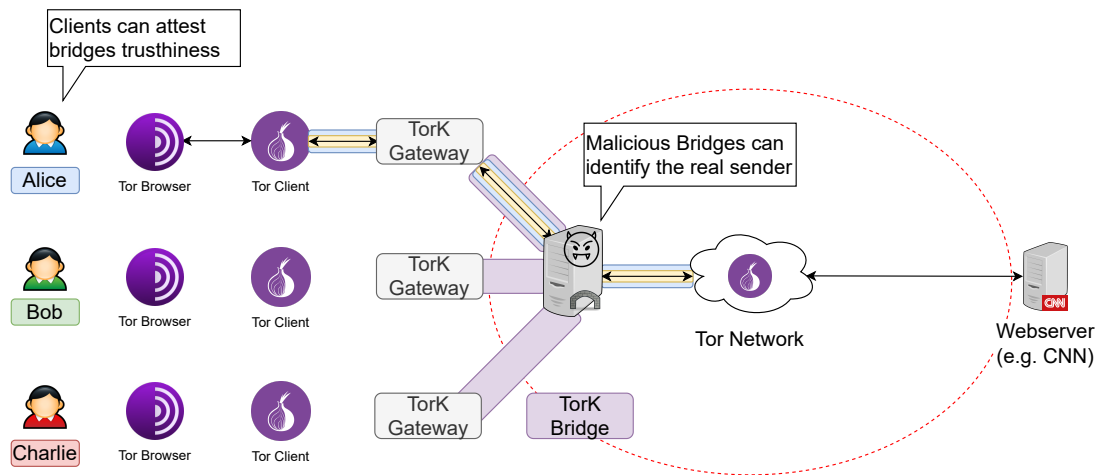 Clients can attest
bridges trusthiness
Alice
Tor Browser
Tor Client
TorK
Gateway
Malicious Bridges can
identify the real sender
Bob
Tor Browser
Tor Client
TorK
Gateway
Tor Network
CNN
Webserver
(e.g. CNN)
Charlie
Tor Browser
Tor Client
TorK
Gateway
TorK
Bridge